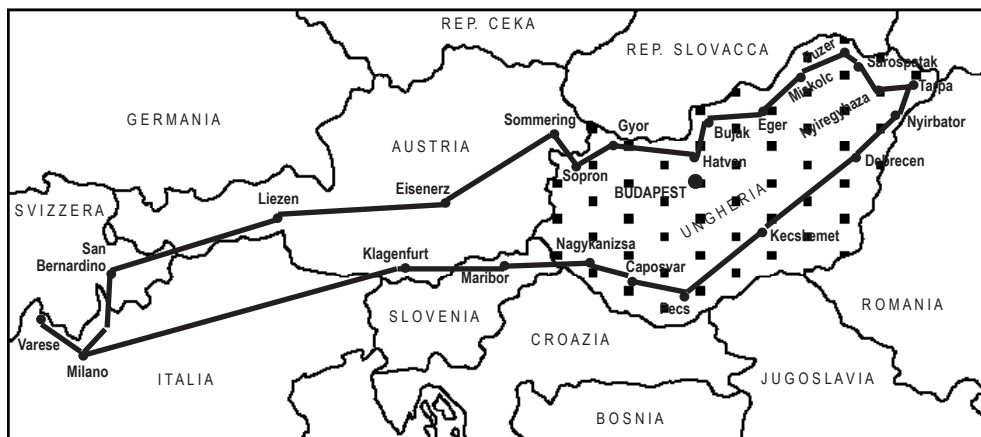 REP. CEKA
REP. SLOVACCA
Fuzer
Sarospatak
Miskolc
Tarpa
GERMANIA
Sommering
Gyor
Eger
Nyiregyhaza
Nyirbator
Bujak
AUSTRIA
Hatvan
Debrecen
Sopron
BUDAPEST
Eisenerz
Liezen
SVIZZERA
UNGHERIA
Kecskemet
San
Bernardino
Klagenfurt
Nagykanizsa
Maribor
Caposvar
Pecs
ROMANIA
SLOVENIA
CROAZIA
Varese
Milano
ITALIA
JUGOSLAVIA
BOSNIA